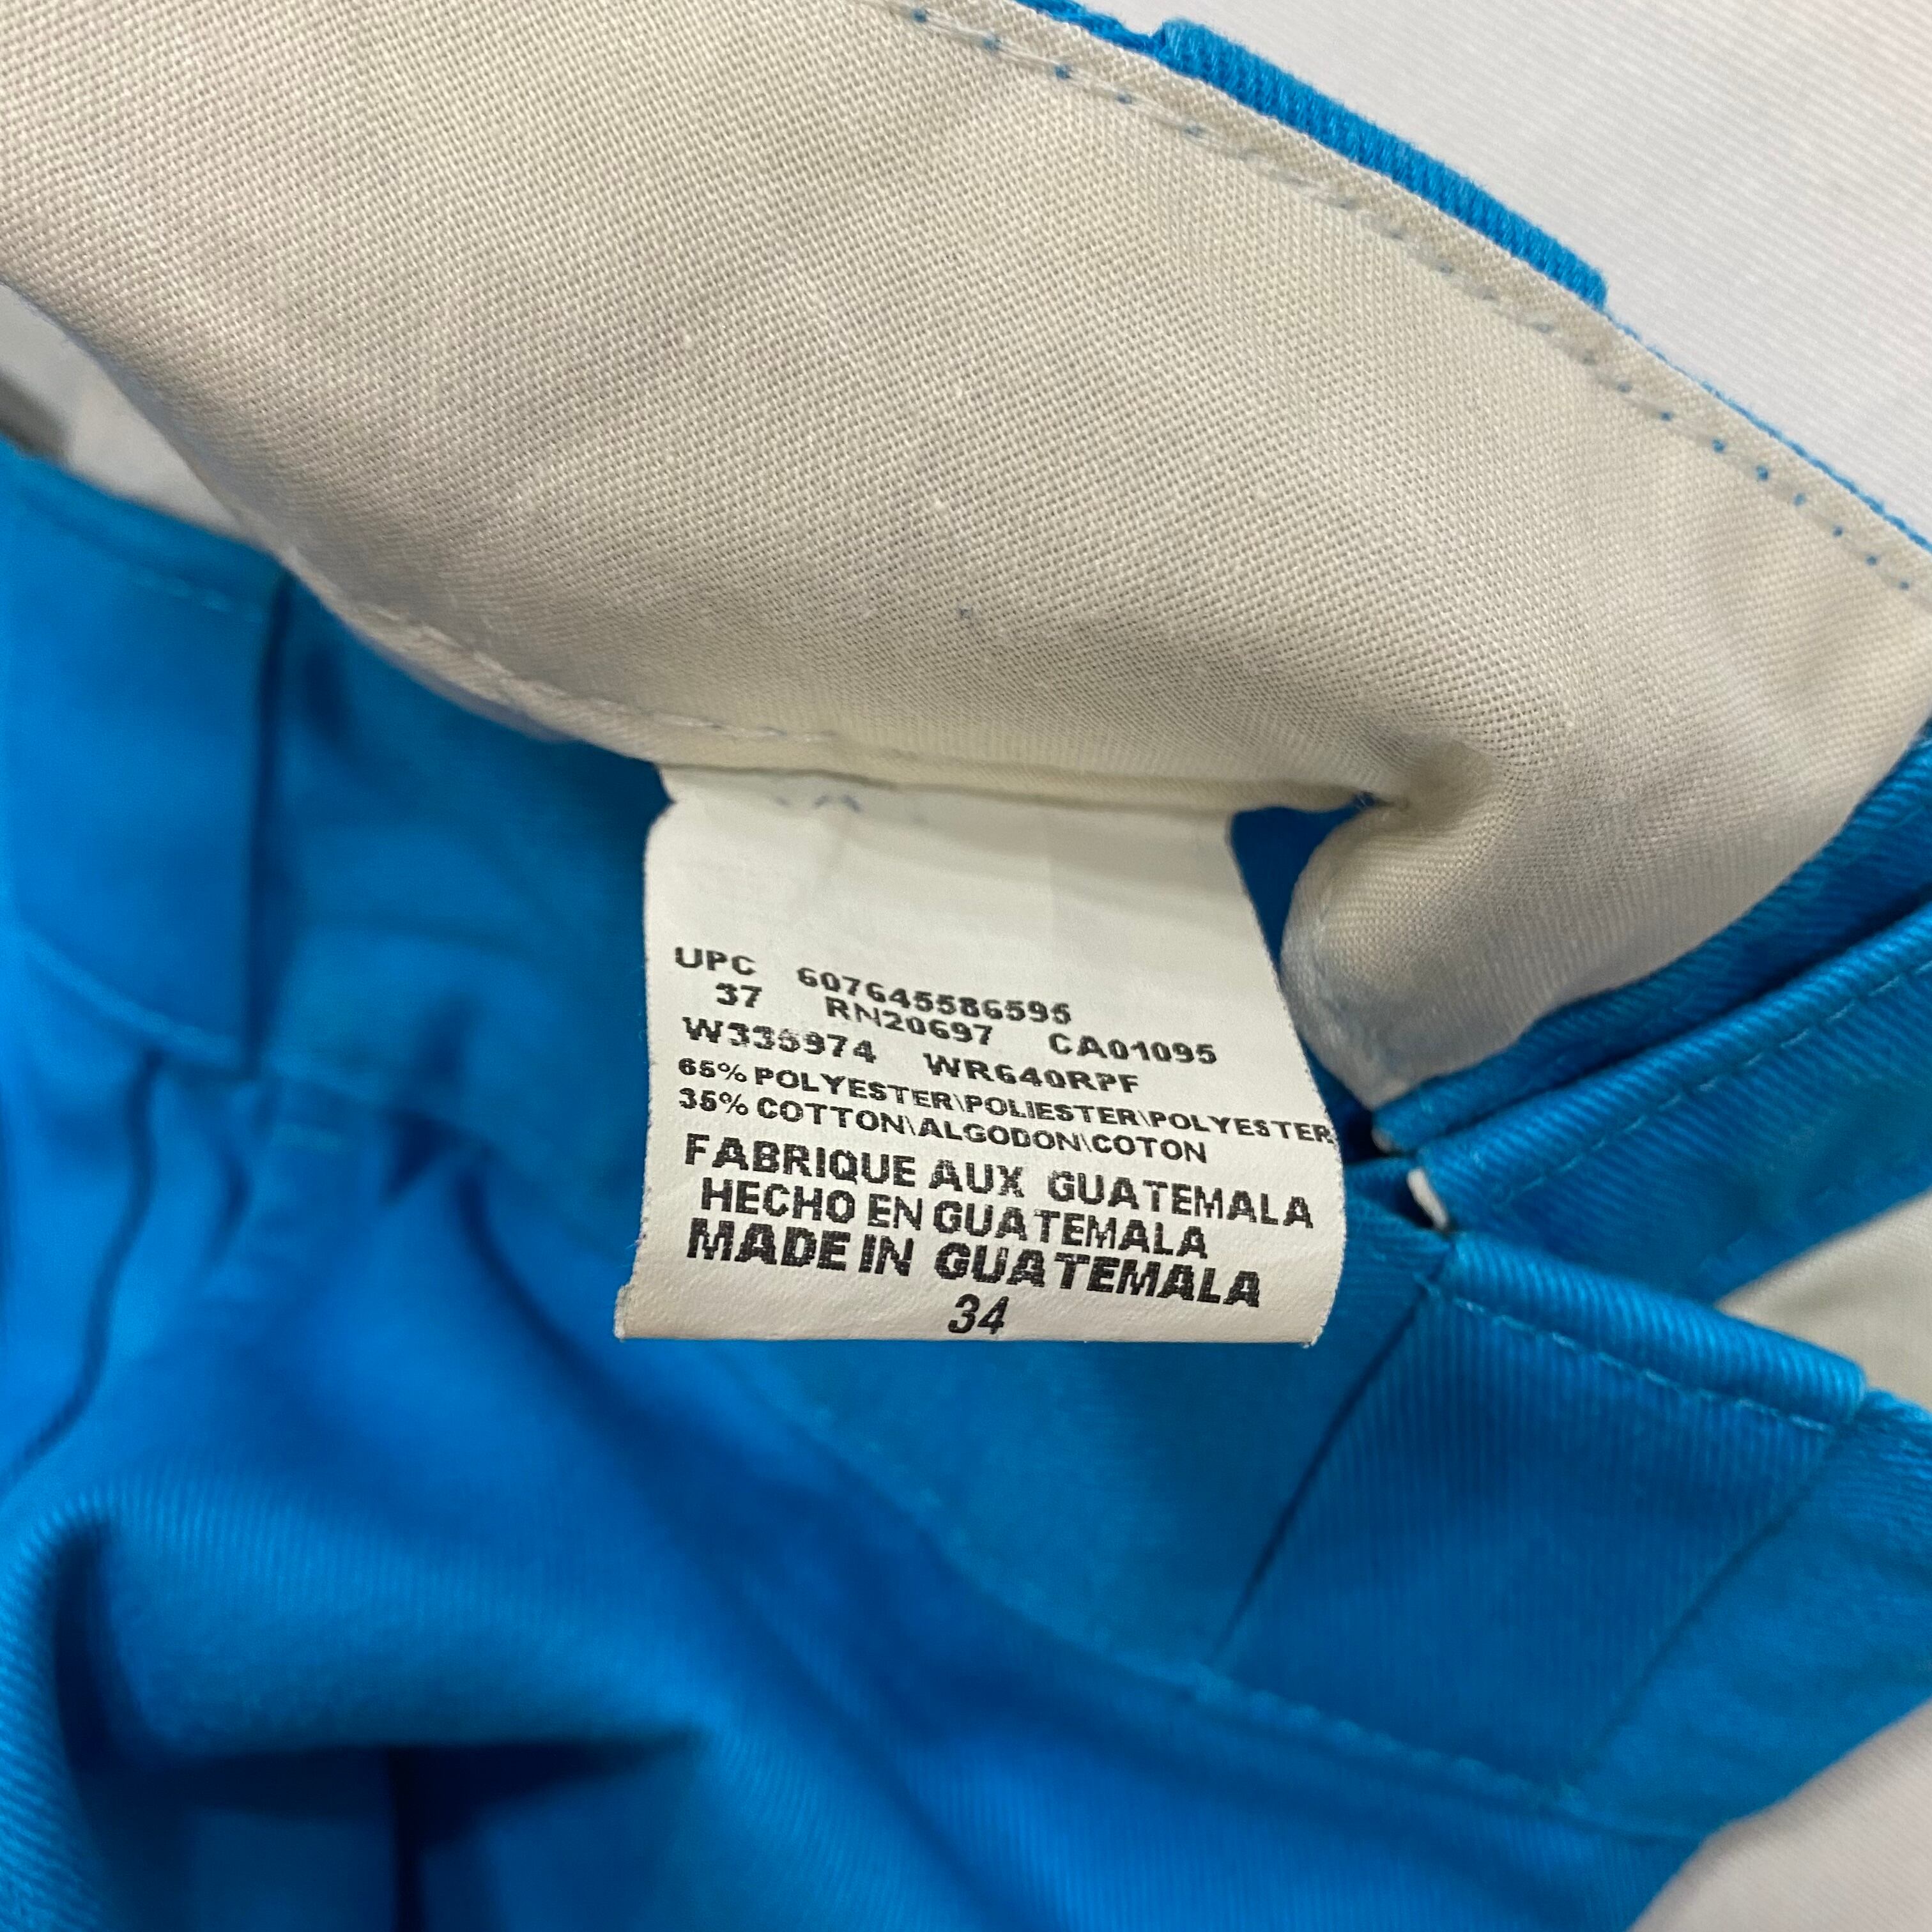 UPC 607645586595
37 RN20697 CA01095
WR640RPF
65% POLYESTER\POLIESTER\POLYESTER
35% COTTON\ALGODON\COTON
FABRIQUE AUX GUATEMALA
HECHO EN GUATEMALA
MADE IN GUATEMALA
34